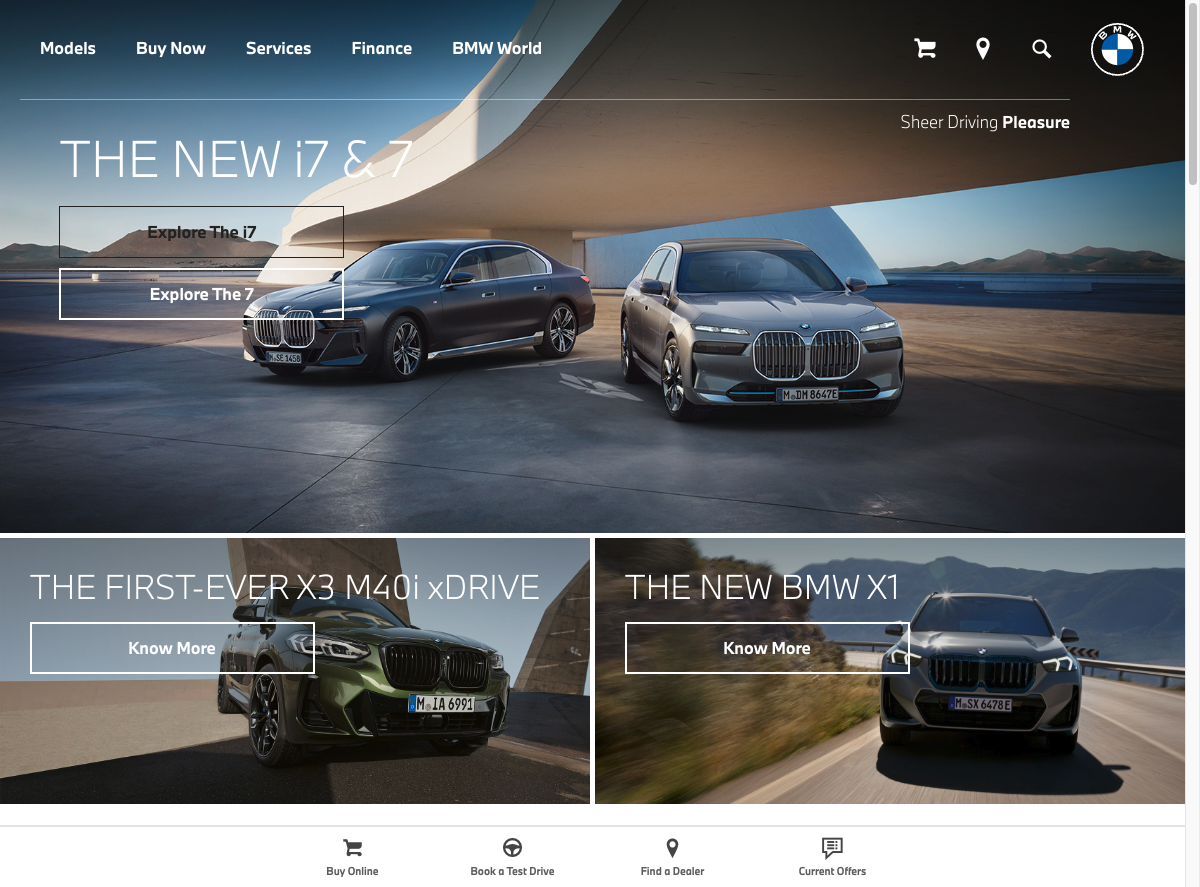 Models Buy Now Services Finance BMW World
BMW
Sheer Driving Pleasure
THE NEW i7 & 7
Explore The i7
Explore The 7
M SE 1458
M DM 8647E
THE FIRST-EVER X3 M40i xDRIVE
Know More
M IA 6991
THE NEW BMW X1
Know More
M SX 6478E
Buy Online
Book a Test Drive
Find a Dealer
Current Offers